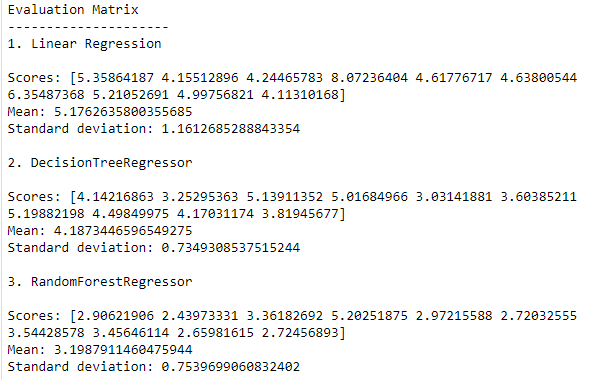 Evaluation Matrix
---------------------
1. Linear Regression
Scores: [5.35864187 4.15512896 4.24465783 8.07236404 4.61776717 4.63800544
6.35487368 5.21052691 4.99756821 4.11310168]
Mean: 5.1762635800355685
Standard deviation: 1.1612685288843354
2. DecisionTreeRegressor
Scores: [4.14216863 3.25295363 5.13911352 5.01684966 3.03141881 3.60385211
5.19882198 4.49849975 4.17031174 3.81945677]
Mean: 4.1873446596549275
Standard deviation: 0.7349308537515244
3. RandomForestRegressor
Scores: [2.90621906 2.43973331 3.36182692 5.20251875 2.97215588 2.72032555
3.54428578 3.45646114 2.65981615 2.72456893]
Mean: 3.1987911460475944
Standard deviation: 0.7539699060832402